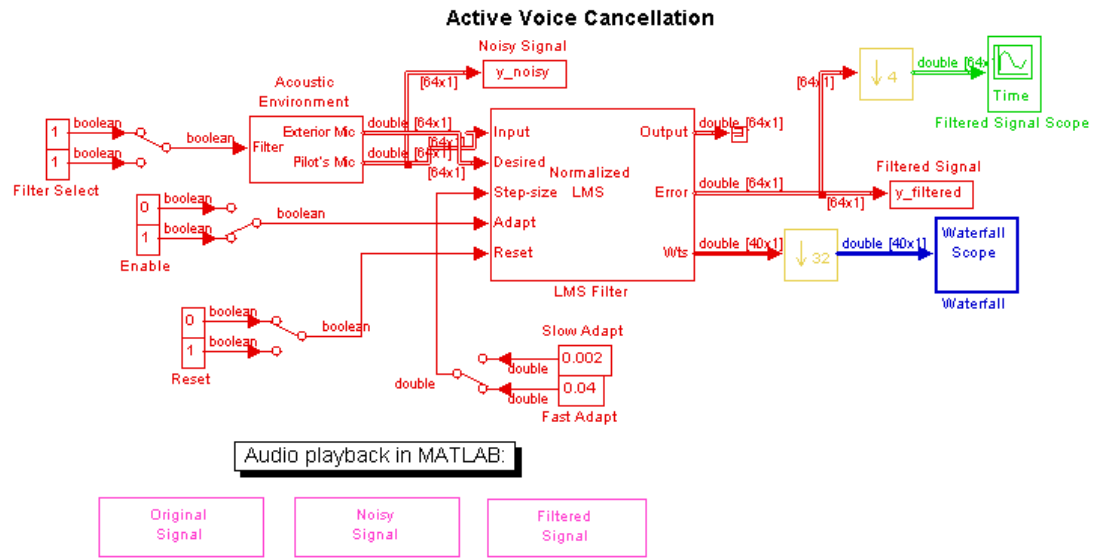 Active Voice Cancellation
Noisy Signal
y_noisy
[64x1]
[64x1]
↓ 4
double [64x1]
Time
Filtered Signal Scope
Acoustic
Environment
Filter
Exterior Mic
Pilot's Mic
double [64x1]
[64x1]
double [64x1]
[64x1]
1
1
boolean
boolean
boolean
Filter Select
Input
Desired
Step-size
Adapt
Reset
Normalized
LMS
Output
Error
Wts
LMS Filter
double [64x1]
double [64x1]
[64x1]
Filtered Signal
y_filtered
0
1
boolean
boolean
boolean
Enable
double [40x1]
↓ 32
double [40x1]
Waterfall
Scope
Waterfall
0
1
boolean
boolean
boolean
Reset
Slow Adapt
0.002
double
double
0.04
double
Fast Adapt
Audio playback in MATLAB:
Original
Signal
Noisy
Signal
Filtered
Signal